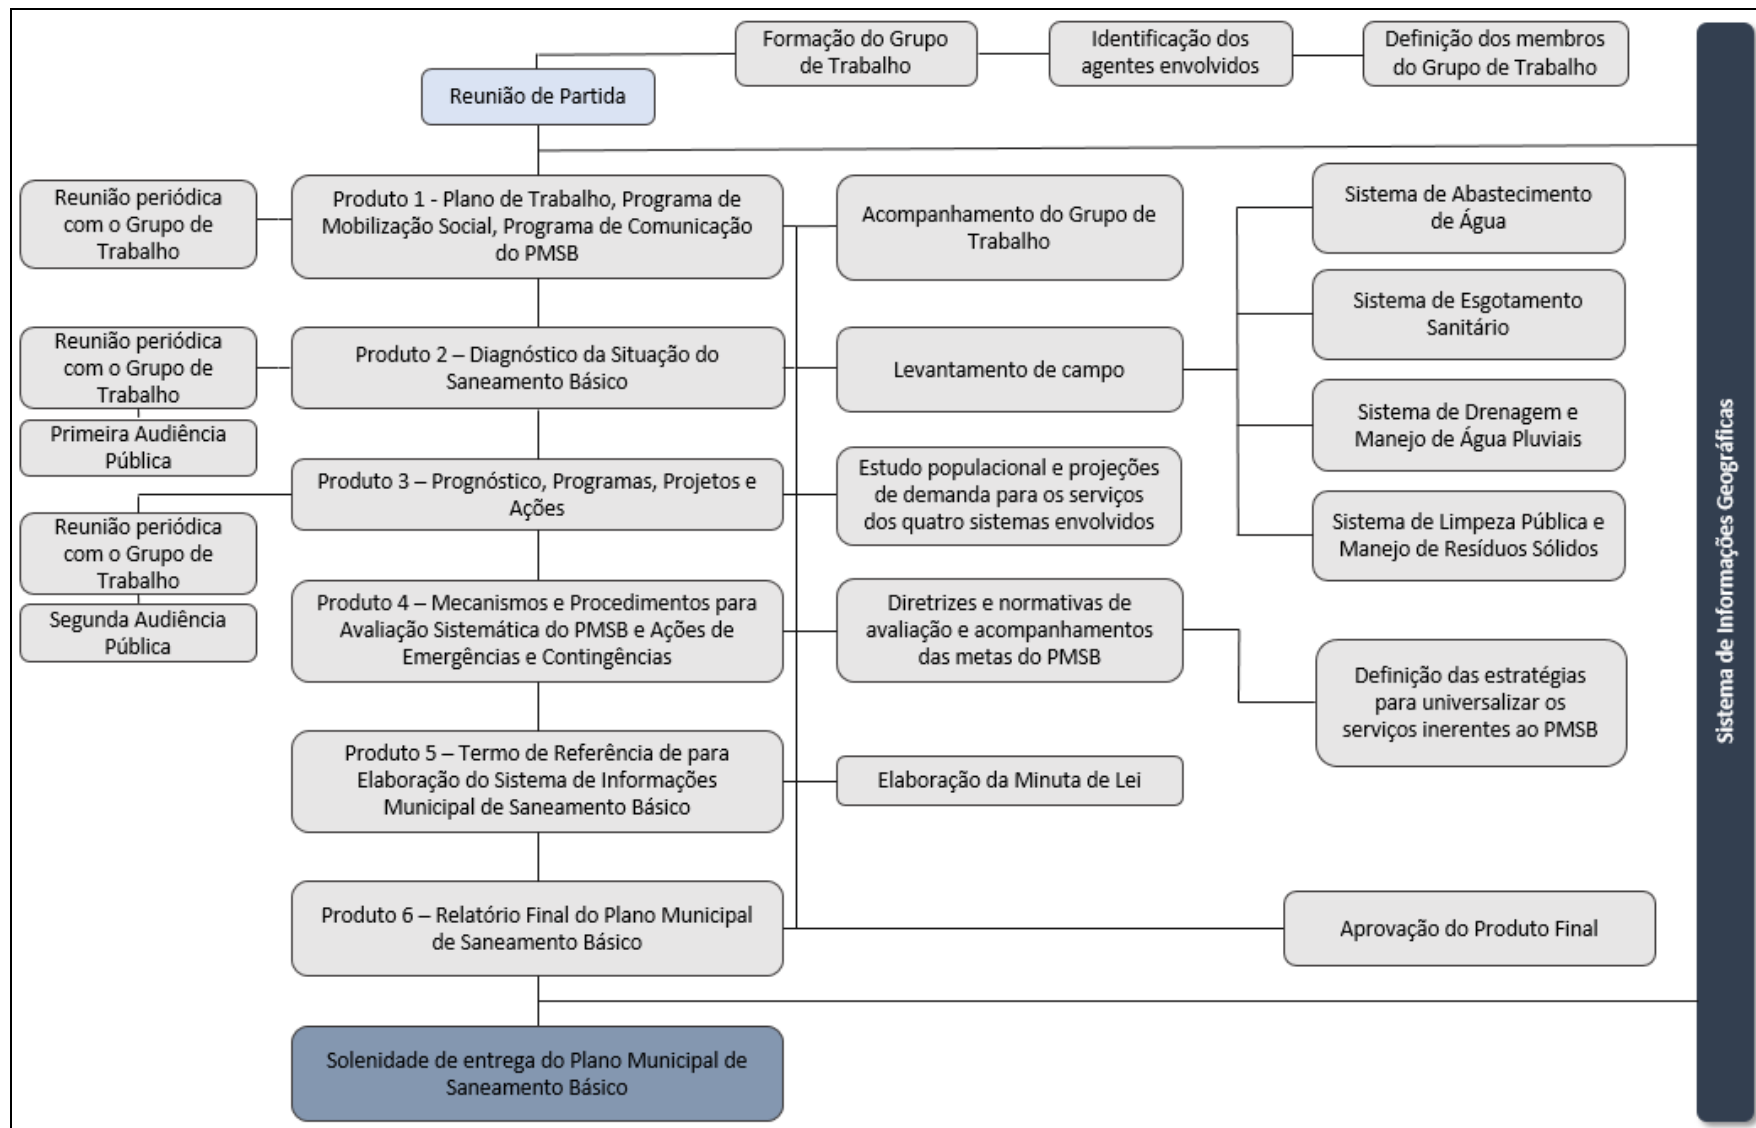 Formação do Grupo
de Trabalho
Identificação dos
agentes envolvidos
Definição dos membros
do Grupo de Trabalho
Reunião de Partida
Reunião periódica
com o Grupo de
Trabalho
Produto 1 - Plano de Trabalho, Programa de
Mobilização Social, Programa de Comunicação
do PMSB
Acompanhamento do Grupo de
Trabalho
Sistema de Abastecimento
de Água
Sistema de Esgotamento
Sanitário
Reunião periódica
com o Grupo de
Trabalho
Produto 2 – Diagnóstico da Situação do
Saneamento Básico
Levantamento de campo
Sistema de Drenagem e
Manejo de Água Pluviais
Primeira Audiência
Pública
Produto 3 – Prognóstico, Programas, Projetos e
Ações
Estudo populacional e projeções
de demanda para os serviços
dos quatro sistemas envolvidos
Sistema de Limpeza Pública e
Manejo de Resíduos Sólidos
Reunião periódica
com o Grupo de
Trabalho
Segunda Audiência
Pública
Produto 4 – Mecanismos e Procedimentos para
Avaliação Sistemática do PMSB e Ações de
Emergências e Contingências
Diretrizes e normativas de
avaliação e acompanhamentos
das metas do PMSB
Definição das estratégias
para universalizar os
serviços inerentes ao PMSB
Produto 5 – Termo de Referência de para
Elaboração do Sistema de Informações
Municipal de Saneamento Básico
Elaboração da Minuta de Lei
Produto 6 – Relatório Final do Plano Municipal
de Saneamento Básico
Aprovação do Produto Final
Solenidade de entrega do Plano Municipal de
Saneamento Básico
Sistema de Informações Geográficas